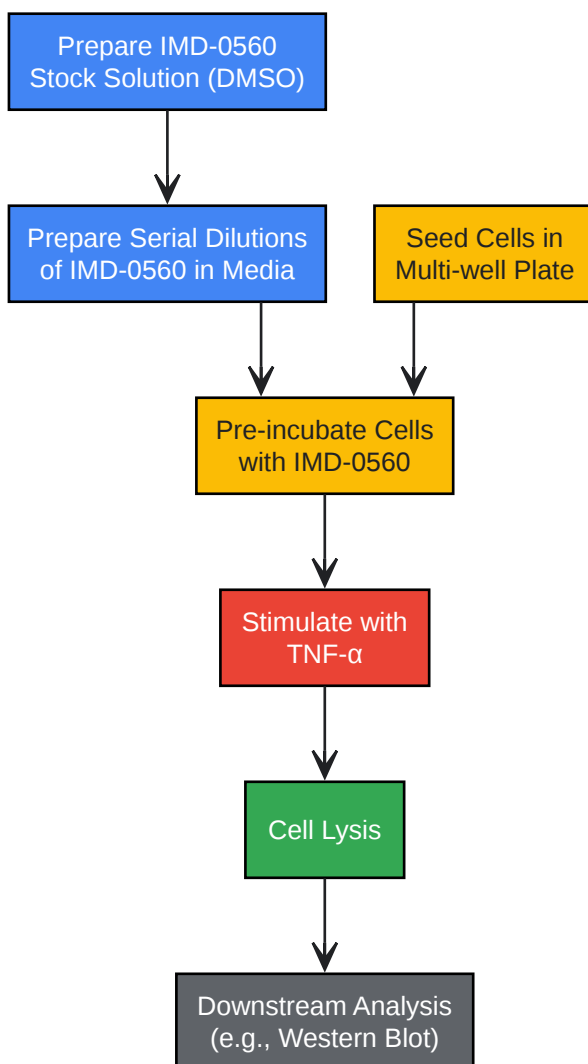 Prepare IMD-0560
Stock Solution (DMSO)
Prepare Serial Dilutions
of IMD-0560 in Media
Seed Cells in
Multi-well Plate
Pre-incubate Cells
with IMD-0560
Stimulate with
TNF-α
Cell Lysis
Downstream Analysis
(e.g., Western Blot)